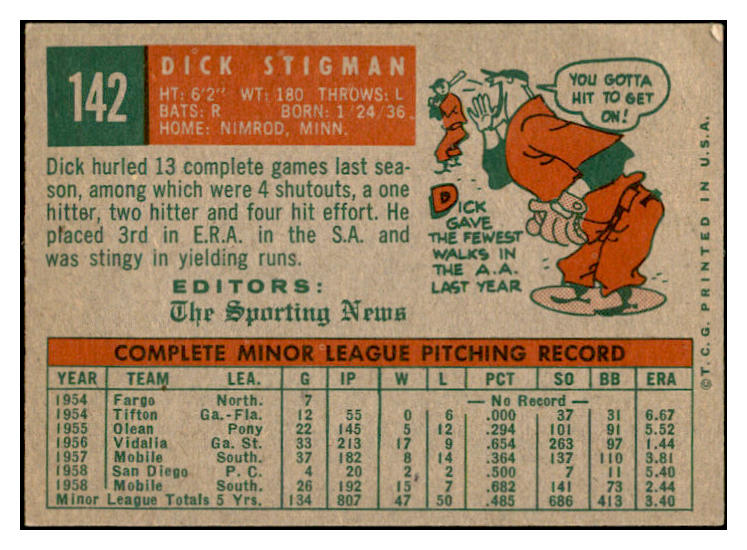 142
DICK STIGMAN
HT: 6'2" WT: 180 THROWS: L
BATS: R BORN: 1/24/36
HOME: NIMROD, MINN.
Dick hurled 13 complete games last sea-
son, among which were 4 shutouts, a one
hitter, two hitter and four hit effort. He
placed 3rd in E.R.A. in the S.A. and
was stingy in yielding runs.
EDITORS:
The Sporting News
YOU GOTTA
HIT TO GET
ON!
DICK
GAVE
THE FEWEST
WALKS IN
THE A.A.
LAST YEAR
©T.C.G. PRINTED IN U.S.A.
COMPLETE MINOR LEAGUE PITCHING RECORD
YEAR TEAM LEA. G IP W L PCT SO BB ERA
1954 Fargo North. 7 — No Record —
1954 Tifton Ga.-Fla. 12 55 0 6 .000 37 31 6.67
1955 Olean Pony 22 145 5 12 .294 101 91 5.52
1956 Vidalia Ga. St. 33 213 17 9 .654 263 97 1.44
1957 Mobile South. 37 182 8 14 .364 137 110 3.81
1958 San Diego P. C. 4 20 2 2 .500 7 11 5.40
1958 Mobile South. 26 192 15 7 .682 141 73 2.44
Minor League Totals 5 Yrs. 134 807 47 50 .485 686 413 3.40